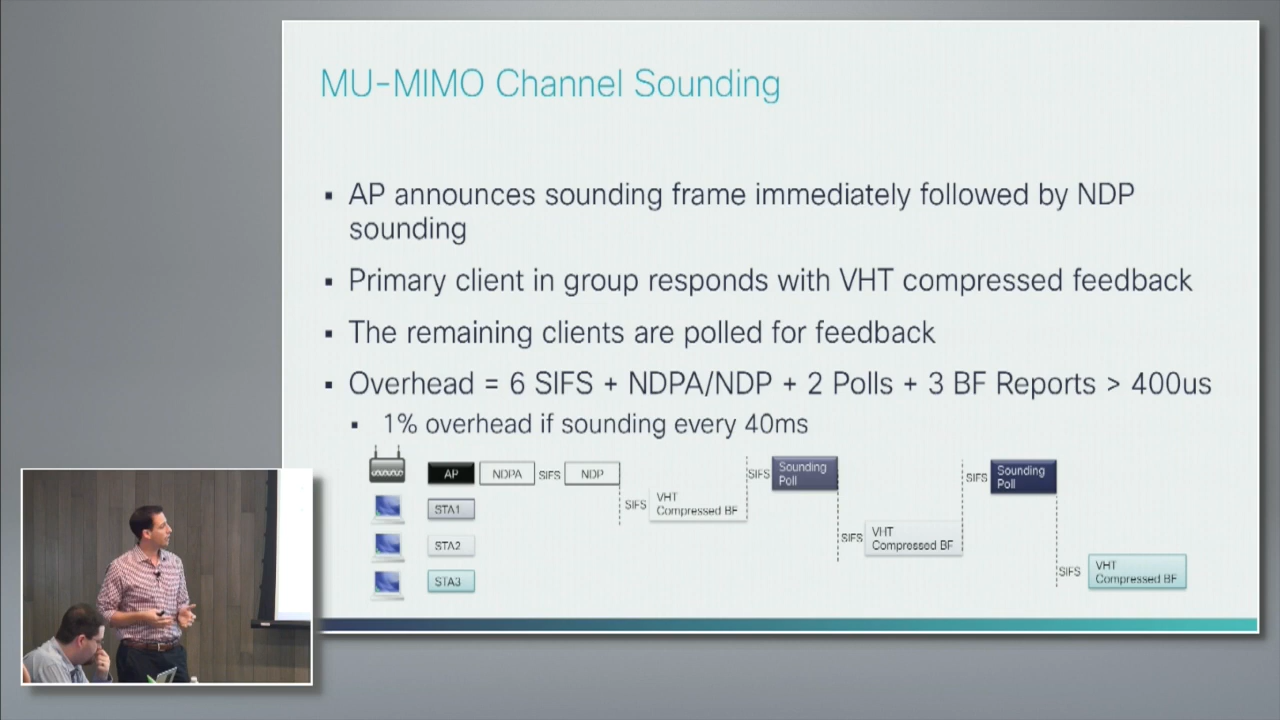 MU-MIMO Channel Sounding
▪ AP announces sounding frame immediately followed by NDP
sounding
▪ Primary client in group responds with VHT compressed feedback
▪ The remaining clients are polled for feedback
▪ Overhead = 6 SIFS + NDPA/NDP + 2 Polls + 3 BF Reports > 400us
▪ 1% overhead if sounding every 40ms
AP NDPA SIFS NDP
SIFS
VHT
Compressed BF
SIFS
Sounding
Poll
SIFS
VHT
Compressed BF
SIFS
Sounding
Poll
SIFS
VHT
Compressed BF
STA1
STA2
STA3